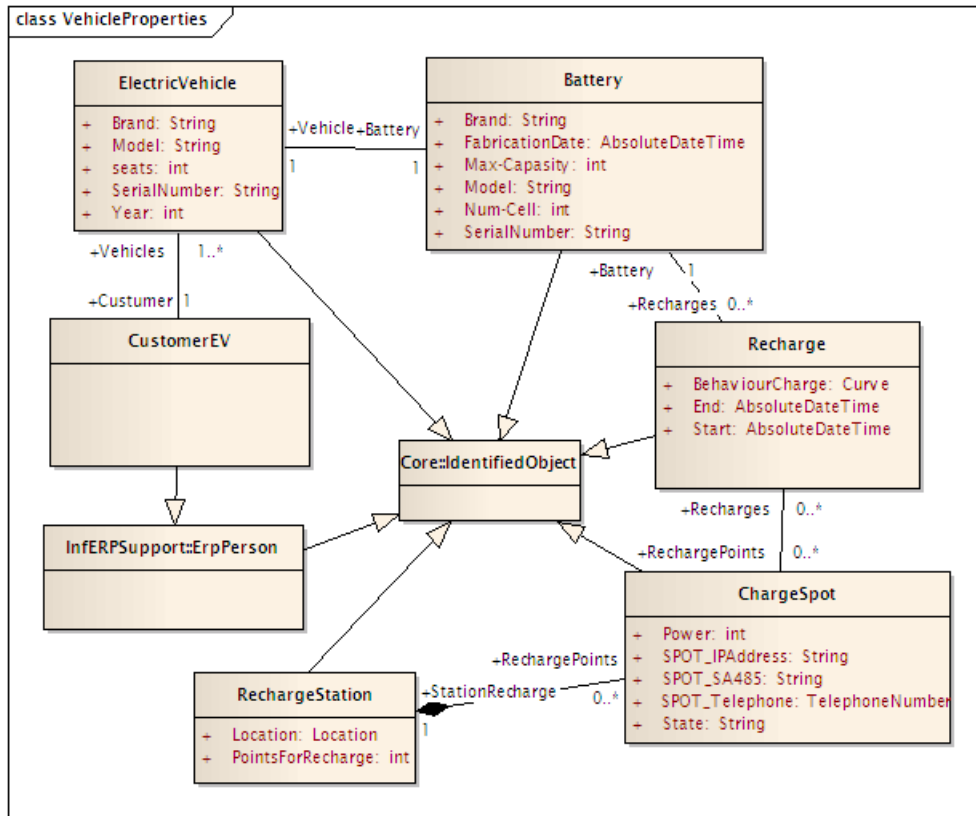 class VehicleProperties
ElectricVehicle
+ Brand: String
+ Model: String
+ seats: int
+ SerialNumber: String
+ Year: int
+Vehicle
+Battery
1
1
Battery
+ Brand: String
+ FabricationDate: AbsoluteDateTime
+ Max-Capasity: int
+ Model: String
+ Num-Cell: int
+ SerialNumber: String
+Vehicles 1..*
+Custumer 1
+Battery 1
+Recharges 0..*
CustomerEV
Recharge
+ BehaviourCharge: Curve
+ End: AbsoluteDateTime
+ Start: AbsoluteDateTime
Core::IdentifiedObject
+Recharges 0..*
+RechargePoints 0..*
InfERPSupport::ErpPerson
ChargeSpot
+ Power: int
+ SPOT_IPAddress: String
+ SPOT_SA485: String
+ SPOT_Telephone: TelephoneNumber
+ State: String
+RechargePoints
0..*
+StationRecharge
1
RechargeStation
+ Location: Location
+ PointsForRecharge: int